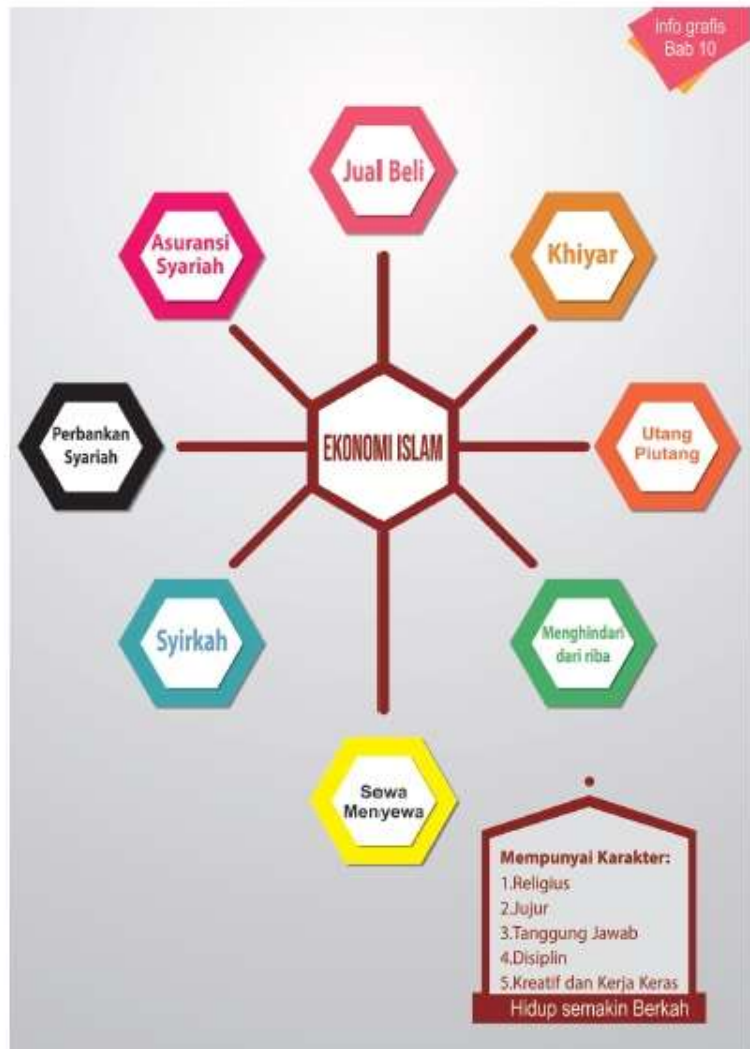 info grafis
Bab 10
Jual Beli
Asuransi
Syariah
Khiyar
Perbankan
Syariah
EKONOMI ISLAM
Utang
Piutang
Syirkah
Menghindari
dari riba
Sewa
Menyewa
Mempunyai Karakter:
1.Religius
2.Jujur
3.Tanggung Jawab
4.Disiplin
5.Kreatif dan Kerja Keras
Hidup semakin Berkah